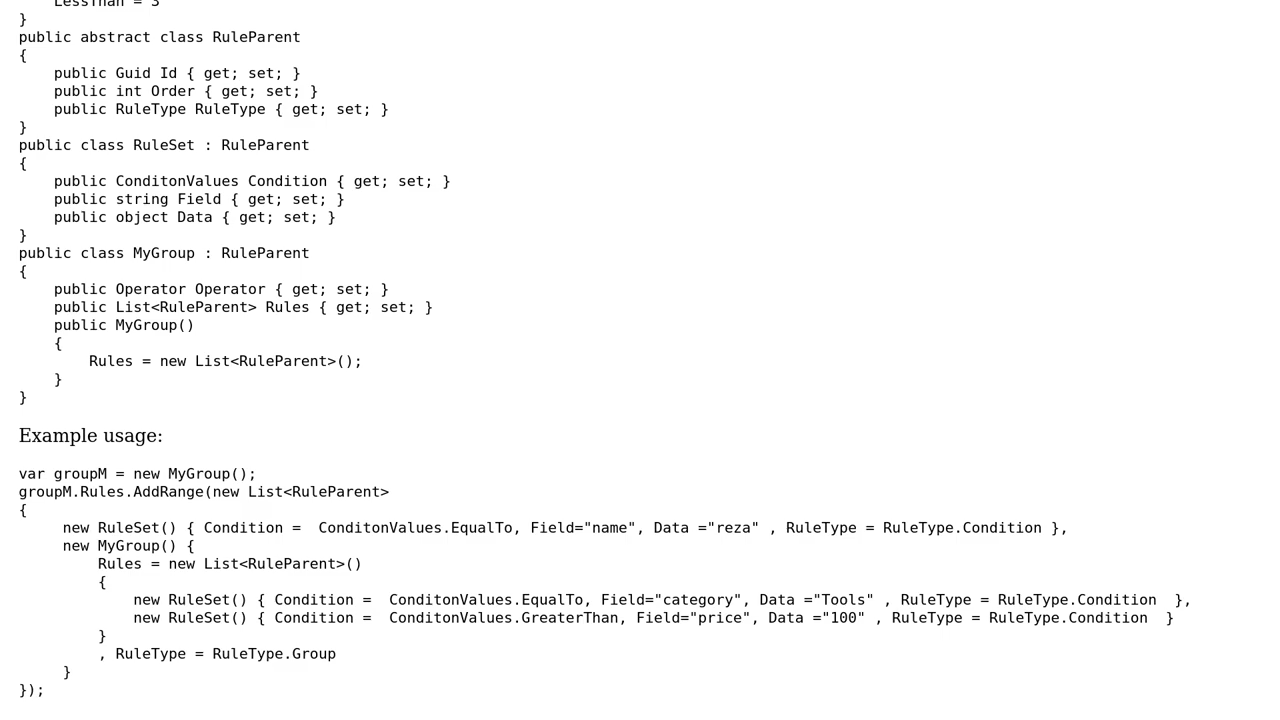 LessThan = 3
}
public abstract class RuleParent
{
    public Guid Id { get; set; }
    public int Order { get; set; }
    public RuleType RuleType { get; set; }
}
public class RuleSet : RuleParent
{
    public ConditonValues Condition { get; set; }
    public string Field { get; set; }
    public object Data { get; set; }
}
public class MyGroup : RuleParent
{
    public Operator Operator { get; set; }
    public List<RuleParent> Rules { get; set; }
    public MyGroup()
    {
        Rules = new List<RuleParent>();
    }
}
Example usage:
var groupM = new MyGroup();
groupM.Rules.AddRange(new List<RuleParent>
{
     new RuleSet() { Condition =  ConditonValues.EqualTo, Field="name", Data ="reza" , RuleType = RuleType.Condition },
     new MyGroup() {
         Rules = new List<RuleParent>()
         {
             new RuleSet() { Condition =  ConditonValues.EqualTo, Field="category", Data ="Tools" , RuleType = RuleType.Condition  },
             new RuleSet() { Condition =  ConditonValues.GreaterThan, Field="price", Data ="100" , RuleType = RuleType.Condition  }
         }
         , RuleType = RuleType.Group
     }
});